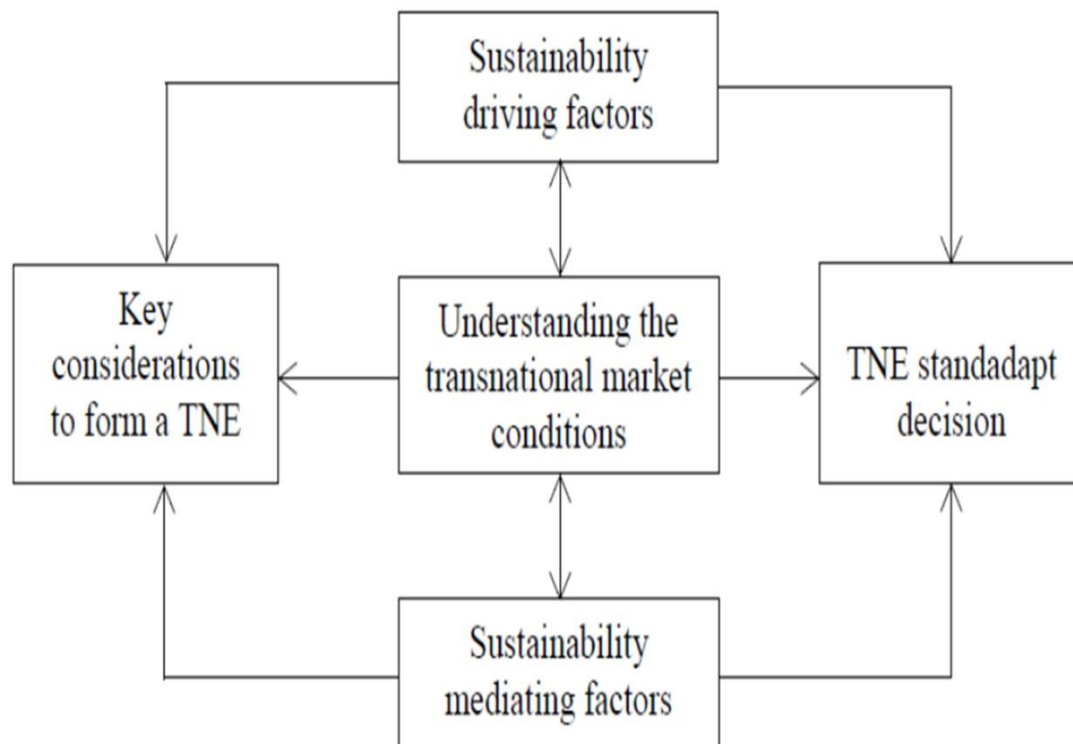 Sustainability
driving factors
Key
considerations
to form a TNE
Understanding the
transnational market
conditions
TNE standadapt
decision
Sustainability
mediating factors